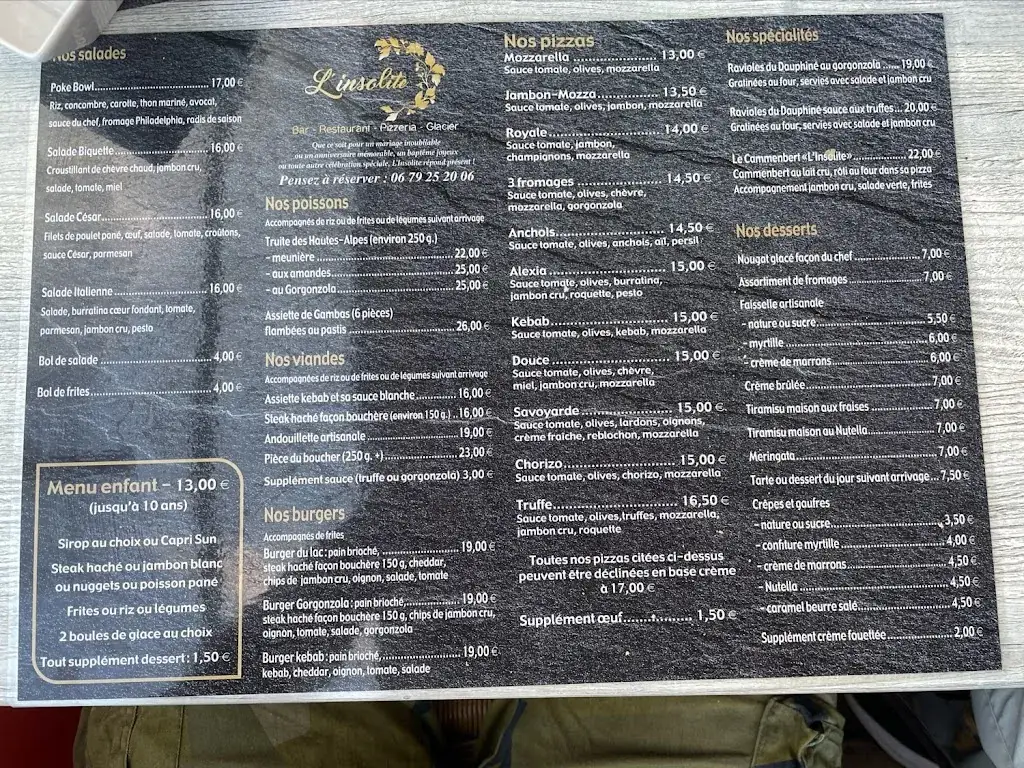 Nos salades
Poke Bowl 17,00 €
Riz, concombre, carotte, thon mariné, avocat,
sauce du chef, fromage Philadelphia, radis de saison
Salade Biquette 16,00 €
Croustillant de chèvre chaud, jambon cru,
salade, tomate, miel
Salade César 16,00 €
Filets de poulet pané, œuf, salade, tomate, croûtons,
sauce César, parmesan
Salade Italienne 16,00 €
Salade, burratina cœur fondant, tomate,
parmesan, jambon cru, pesto
Bol de salade 4,00 €
Bol de frites 4,00 €
Menu enfant - 13,00 €
(jusqu'à 10 ans)
Sirop au choix ou Capri Sun
Steak haché ou jambon blanc
ou nuggets ou poisson pané
Frites ou riz ou légumes
2 boules de glace au choix
Tout supplément dessert : 1,50 €
L'insolite
Bar - Restaurant - Pizzeria - Glacier
Que ce soit pour un mariage inoubliable
ou un anniversaire mémorable, un baptême joyeux
ou toute autre célébration spéciale, L'Insolite répond présent !
Pensez à réserver : 06 79 25 20 06
Nos poissons
Accompagnés de riz ou de frites ou de légumes suivant arrivage
Truite des Hautes-Alpes (environ 250 g.)
- meunière 22,00 €
- aux amandes 25,00 €
- au Gorgonzola 25,00 €
Assiette de Gambas (6 pièces)
flambées au pastis 26,00 €
Nos viandes
Accompagnées de riz ou de frites ou de légumes suivant arrivage
Assiette kebab et sa sauce blanche 16,00 €
Steak haché façon bouchère (environ 150 g.) 16,00 €
Andouillette artisanale 19,00 €
Pièce du boucher (250 g. +) 23,00 €
Supplément sauce (truffe ou gorgonzola) 3,00 €
Nos burgers
Accompagnés de frites
Burger du lac : pain brioché, 19,00 €
steak haché façon bouchère 150 g, cheddar,
chips de jambon cru, oignon, salade, tomate
Burger Gorgonzola : pain brioché, 19,00 €
steak haché façon bouchère 150 g, chips de jambon cru,
oignon, tomate, salade, gorgonzola
Burger kebab : pain brioché, 19,00 €
kebab, cheddar, oignon, tomate, salade
Nos pizzas
Mozzarella 13,00 €
Sauce tomate, olives, mozzarella
Jambon-Mozza 13,50 €
Sauce tomate, olives, jambon, mozzarella
Royale 14,00 €
Sauce tomate, jambon,
champignons, mozzarella
3 fromages 14,50 €
Sauce tomate, olives, chèvre,
mozzarella, gorgonzola
Anchois 14,50 €
Sauce tomate, olives, anchois, ail, persil
Alexia 15,00 €
Sauce tomate, olives, burratina,
jambon cru, roquette, pesto
Kebab 15,00 €
Sauce tomate, olives, kebab, mozzarella
Douce 15,00 €
Sauce tomate, olives, chèvre,
miel, jambon cru, mozzarella
Savoyarde 15,00 €
Sauce tomate, olives, lardons, oignons,
crème fraîche, reblochon, mozzarella
Chorizo 15,00 €
Sauce tomate, olives, chorizo, mozzarella
Truffe 16,50 €
Sauce tomate, olives, truffes, mozzarella,
jambon cru, roquette
Toutes nos pizzas citées ci-dessus
peuvent être déclinées en base crème
à 17,00 €
Supplément œuf 1,50 €
Nos spécialités
Ravioles du Dauphiné au gorgonzola 19,00 €
Gratinées au four, servies avec salade et jambon cru
Ravioles du Dauphiné sauce aux truffes 20,00 €
Gratinées au four, servies avec salade et jambon cru
Le Cammenbert «L'Insolite» 22,00 €
Cammenbert au lait cru, rôti au four dans sa pizza
Accompagnement jambon cru, salade verte, frites
Nos desserts
Nougat glacé façon du chef 7,00 €
Assortiment de fromages 7,00 €
Faisselle artisanale
- nature ou sucre 5,50 €
- myrtille 6,00 €
- crème de marrons 6,00 €
Crème brûlée 7,00 €
Tiramisu maison aux fraises 7,00 €
Tiramisu maison au Nutella 7,00 €
Meringata 7,00 €
Tarte ou dessert du jour suivant arrivage 7,50 €
Crêpes et gaufres
- nature ou sucre 3,50 €
- confiture myrtille 4,00 €
- crème de marrons 4,50 €
- Nutella 4,50 €
- caramel beurre salé 4,50 €
Supplément crème fouettée 2,00 €